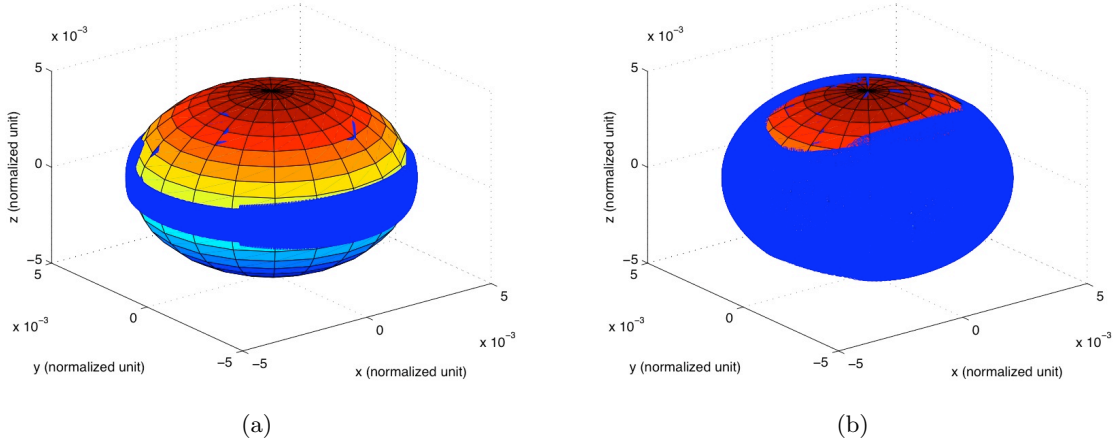 x 10⁻³
5
0
−5
z (normalized unit)
5
x 10⁻³
0
−5
y (normalized unit)
−5
0
5
x 10⁻³
x (normalized unit)
(a)
x 10⁻³
5
0
−5
z (normalized unit)
5
x 10⁻³
0
−5
y (normalized unit)
−5
0
5
x 10⁻³
x (normalized unit)
(b)